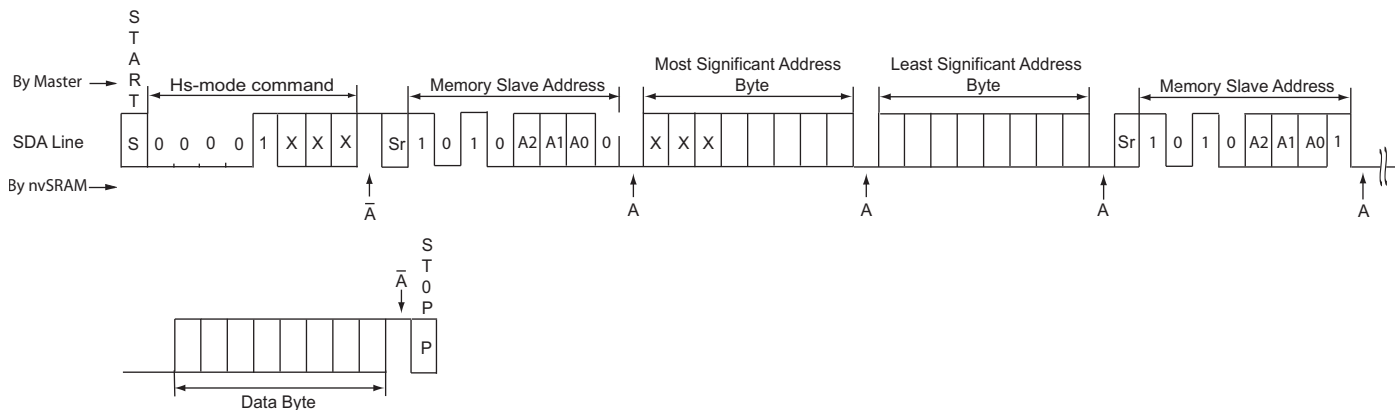 START
By Master
Hs-mode command
Memory Slave Address
Most Significant Address
Byte
Least Significant Address
Byte
Memory Slave Address
SDA Line
S 0 0 0 0 1 X X X Sr 1 0 1 0 A2 A1 A0 0 X X X Sr 1 0 1 0 A2 A1 A0 1
By nvSRAM
A̅ A A A A
A̅
ST0P
P
Data Byte